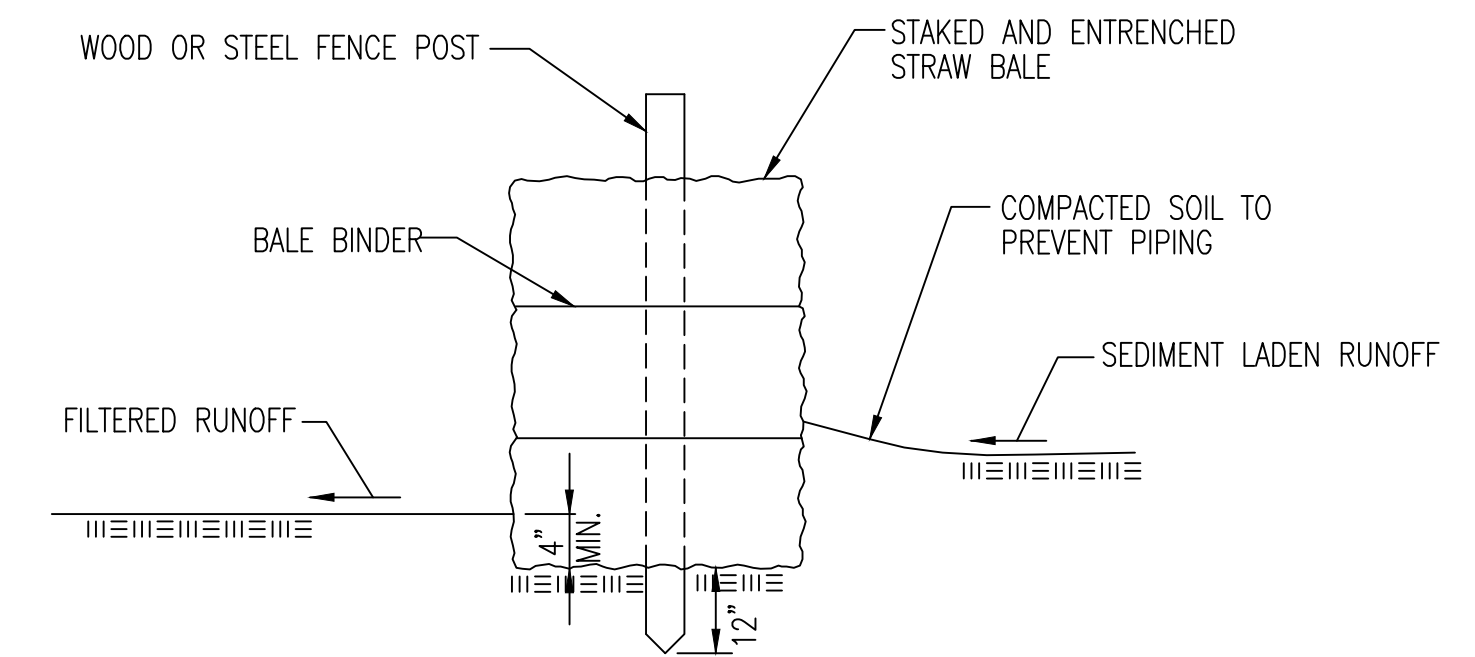 WOOD OR STEEL FENCE POST
STAKED AND ENTRENCHED
STRAW BALE
COMPACTED SOIL TO
PREVENT PIPING
BALE BINDER
SEDIMENT LADEN RUNOFF
FILTERED RUNOFF
4"
MIN.
12"